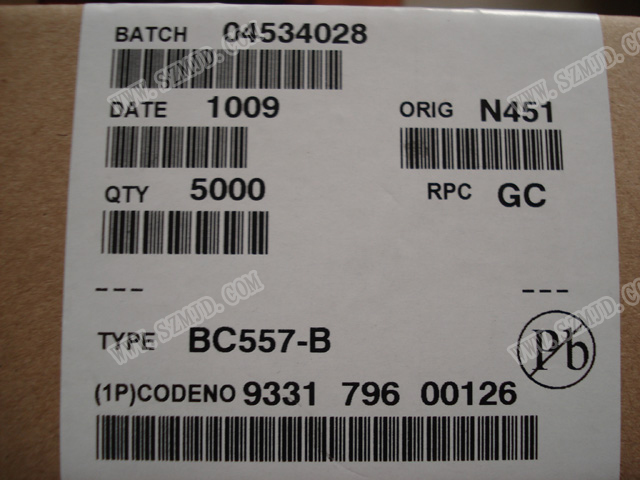 BATCH 04534028
DATE 1009 ORIG N451
QTY 5000 RPC GC
--- ---
TYPE BC557-B Pb
(1P)CODENO 9331 796 00126
WWW.SZMJD.COM
WWW.SZMJD.COM
WWW.SZMJD.COM
WWW.SZMJD.COM